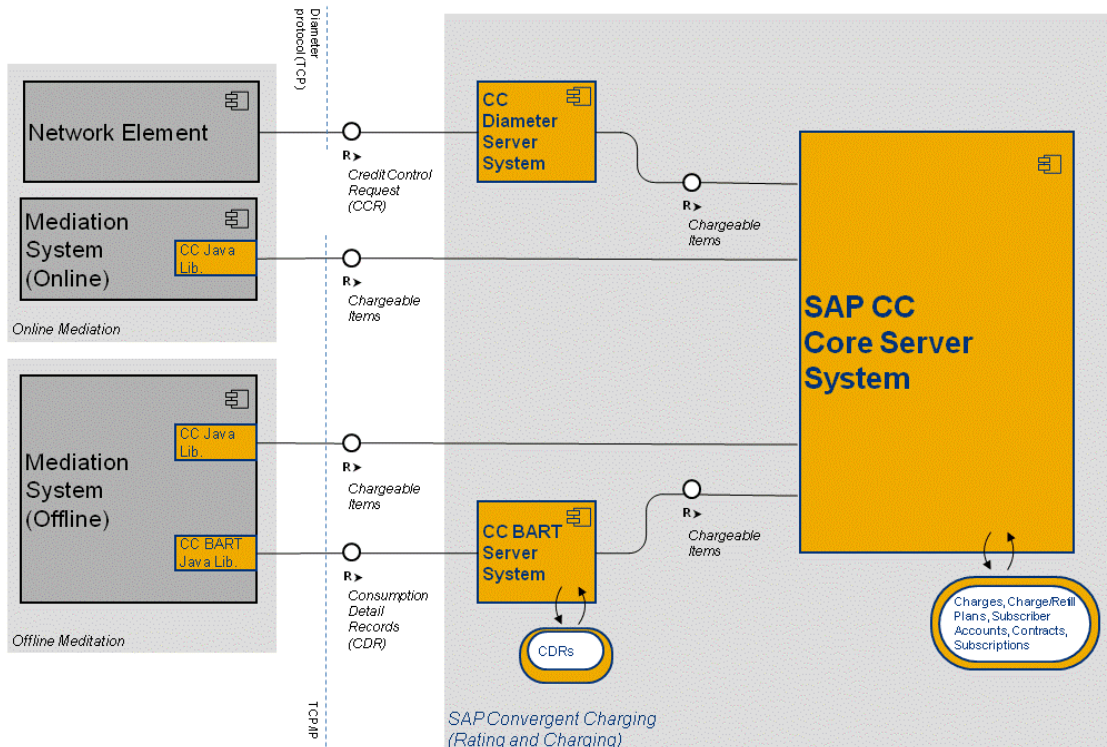 Diameter
protocol (TCP)
Network Element
CC
Diameter
Server
System
R
Credit Control
Request
(CCR)
R
Chargeable
Items
Mediation
System
(Online)
CC Java
Lib.
R
Chargeable
Items
Online Mediation
SAP CC
Core Server
System
Mediation
System
(Offline)
CC Java
Lib.
R
Chargeable
Items
CC BART
Java Lib.
R
Consumption
Detail
Records
(CDR)
CC BART
Server
System
R
Chargeable
Items
CDRs
Charges, Charge/Refill
Plans, Subscriber
Accounts, Contracts,
Subscriptions
Offline Meditation
TCP/IP
SAP Convergent Charging
(Rating and Charging)